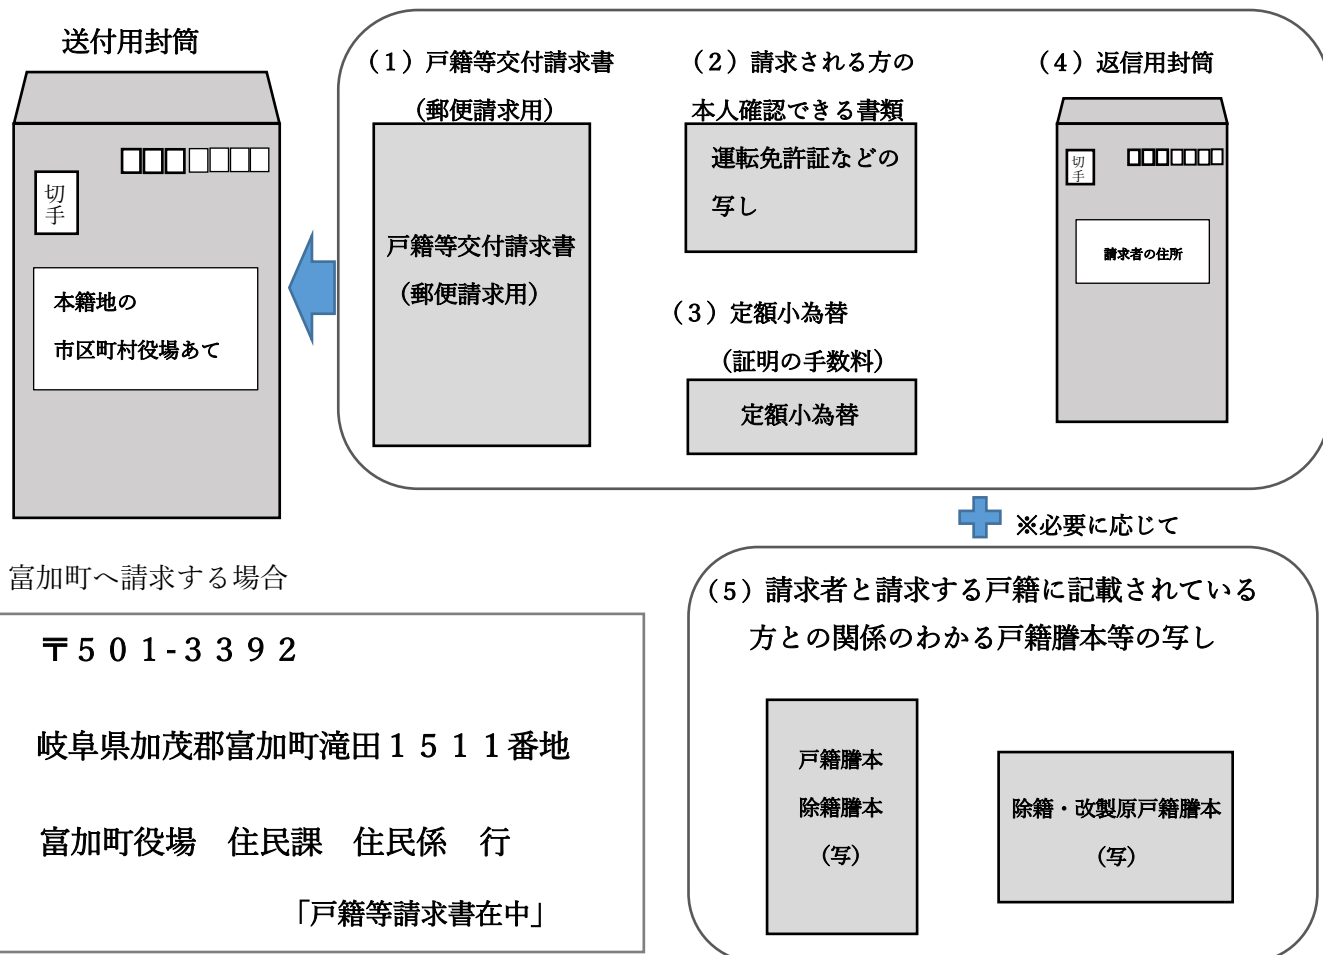 送付用封筒
切手
本籍地の
市区町村役場あて
（１）戸籍等交付請求書
（郵便請求用）
戸籍等交付請求書
（郵便請求用）
（２）請求される方の
本人確認できる書類
運転免許証などの
写し
（３）定額小為替
（証明の手数料）
定額小為替
（４）返信用封筒
切手
請求者の住所
※必要に応じて
（５）請求者と請求する戸籍に記載されている
方との関係のわかる戸籍謄本等の写し
戸籍謄本
除籍謄本
（写）
除籍・改製原戸籍謄本
（写）
富加町へ請求する場合
〒５０１-３３９２
岐阜県加茂郡富加町滝田１５１１番地
富加町役場　住民課　住民係　行
「戸籍等請求書在中」